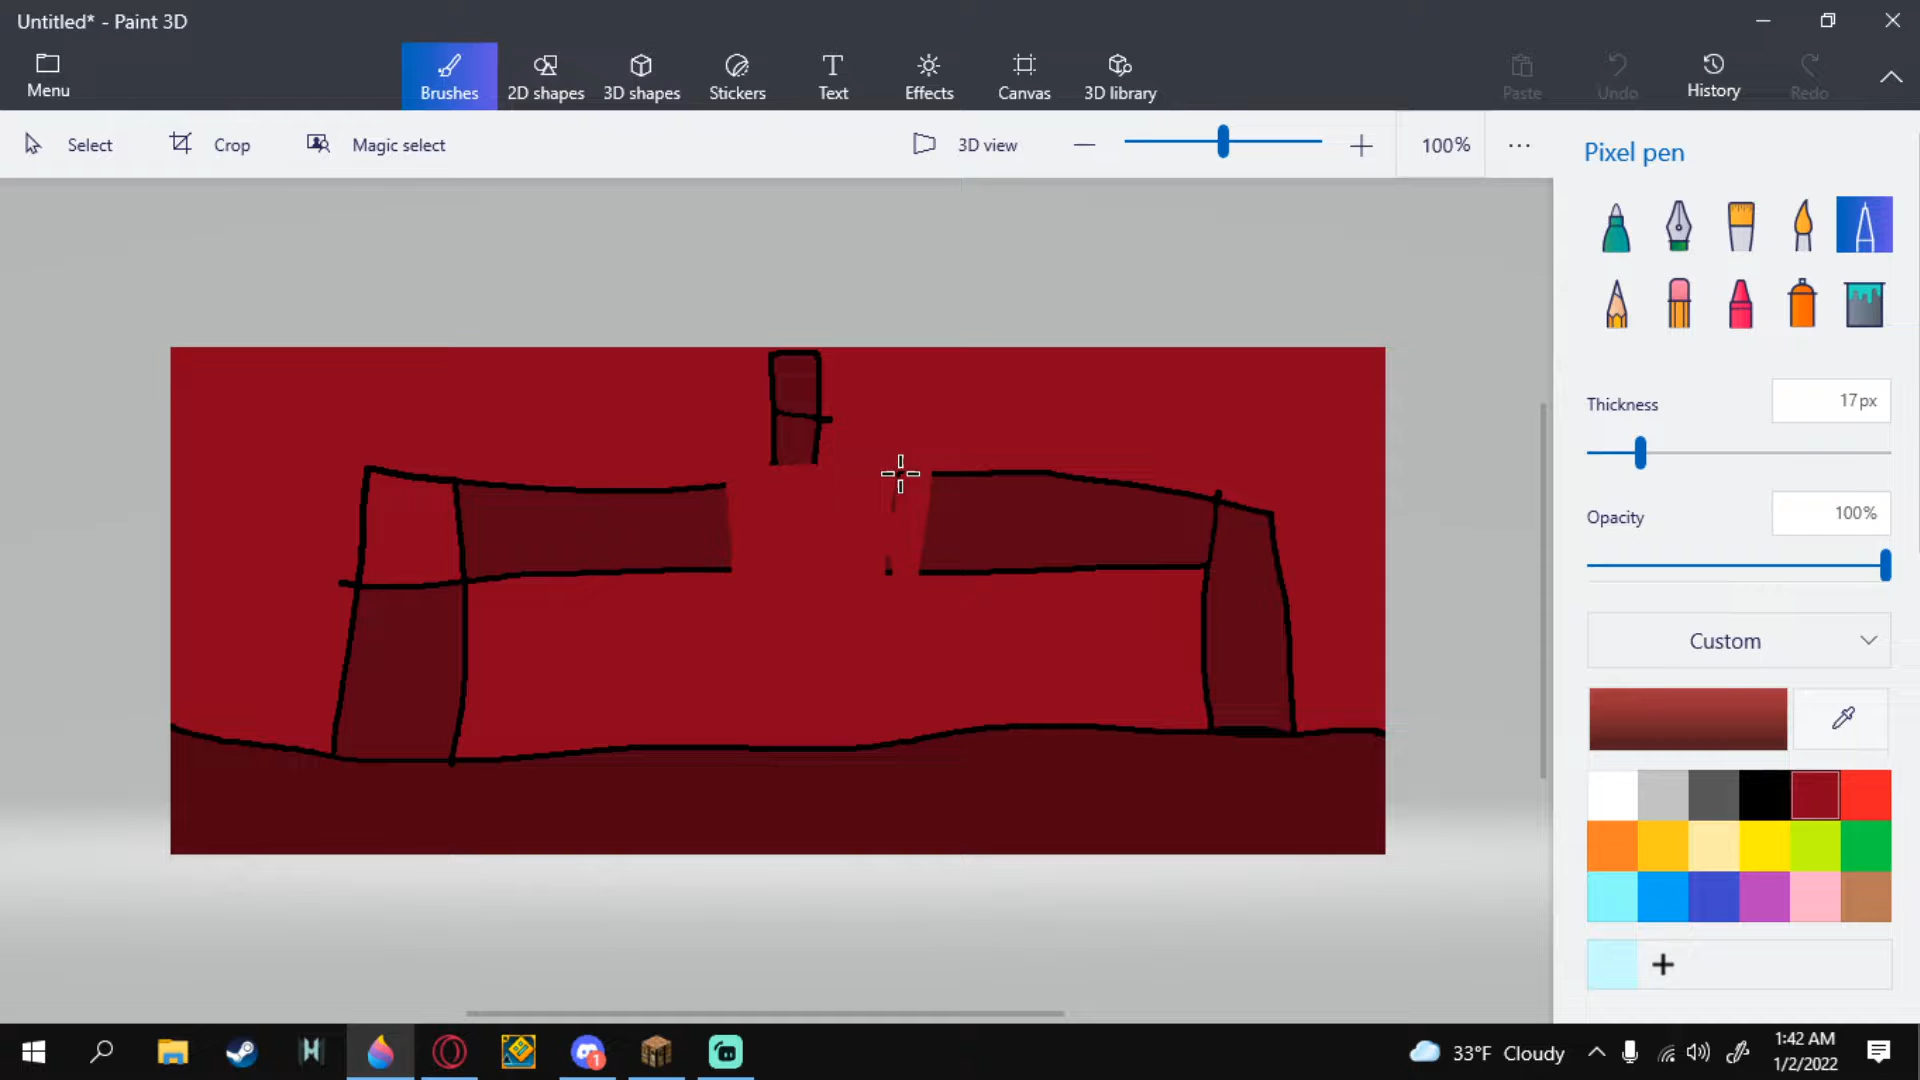 Untitled* - Paint 3D
Menu
Brushes
2D shapes
3D shapes
Stickers
Text
Effects
Canvas
3D library
Paste
Undo
History
Redo
Select
Crop
Magic select
3D view
100%
Pixel pen
Thickness
17px
Opacity
100%
Custom
1
33°F Cloudy
1:42 AM
1/2/2022